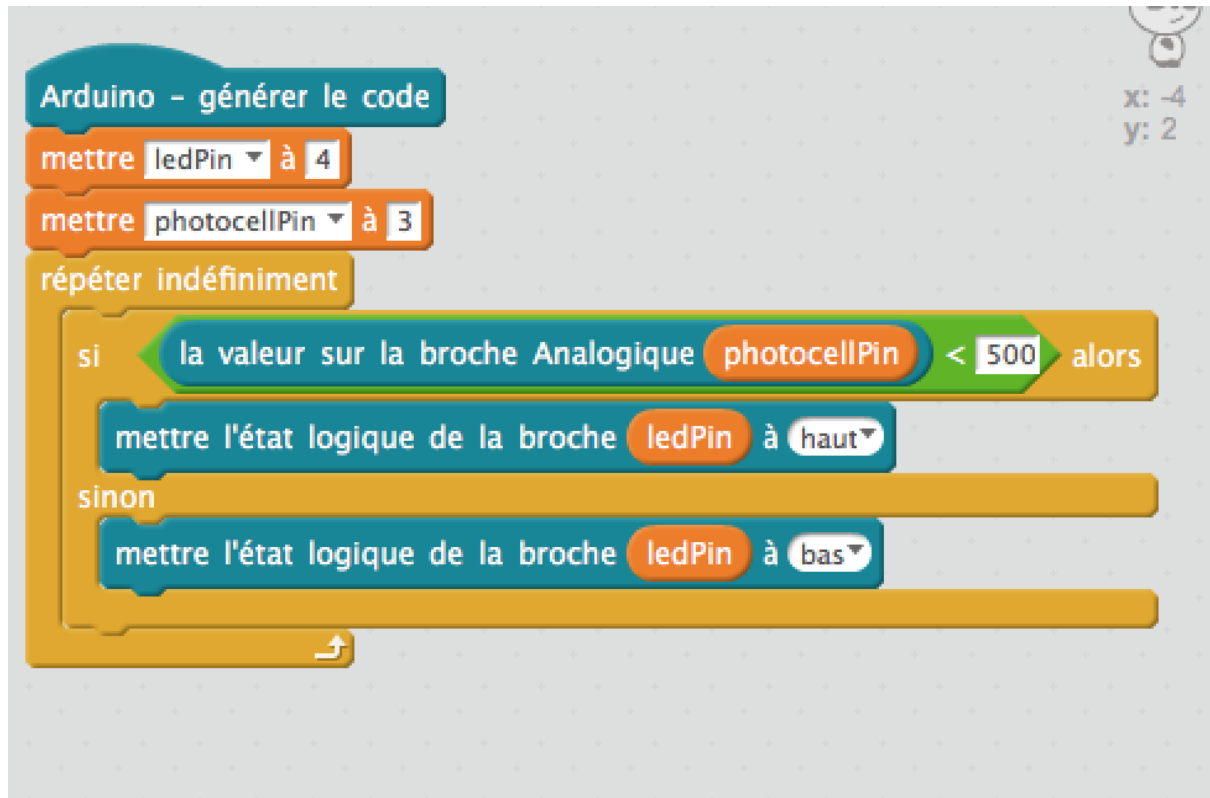 Arduino - générer le code
x: -4
y: 2
mettre ledPin à 4
mettre photocellPin à 3
répéter indéfiniment
si la valeur sur la broche Analogique photocellPin < 500 alors
mettre l'état logique de la broche ledPin à haut
sinon
mettre l'état logique de la broche ledPin à bas